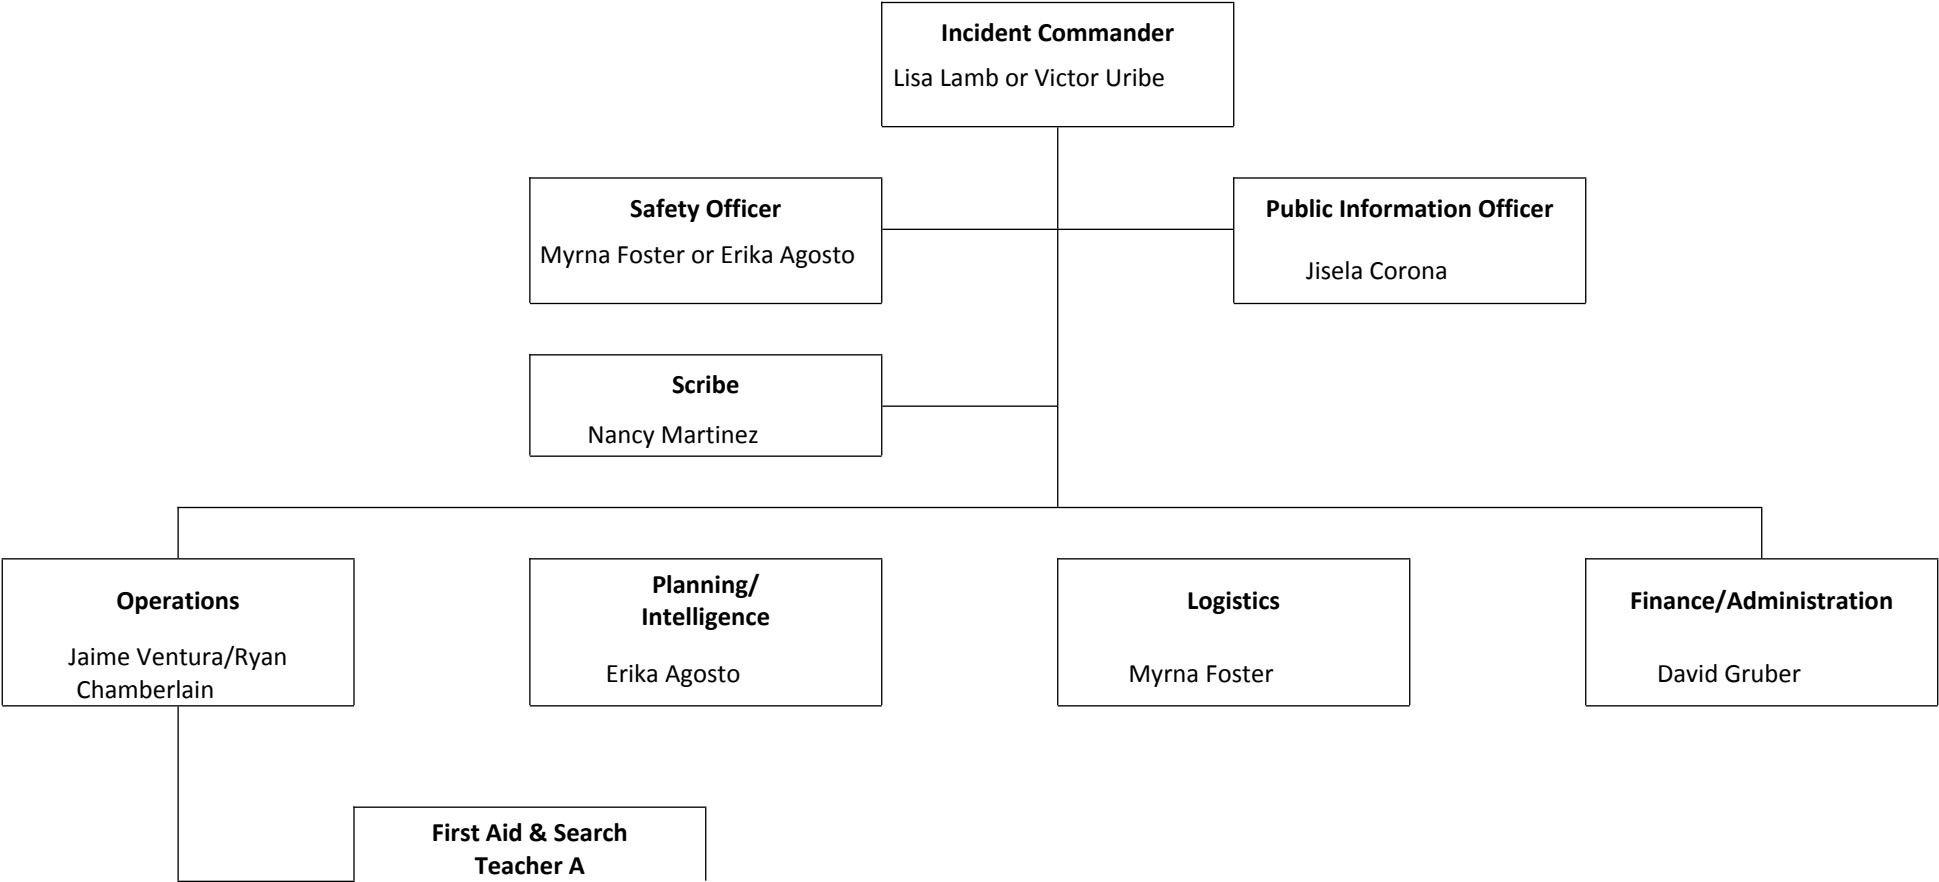 Incident Commander
Lisa Lamb or Victor Uribe
Safety Officer
Myrna Foster or Erika Agosto
Public Information Officer
Jisela Corona
Scribe
Nancy Martinez
Operations
Jaime Ventura/Ryan
Chamberlain
Planning/
Intelligence
Erika Agosto
Logistics
Myrna Foster
Finance/Administration
David Gruber
First Aid & Search
Teacher A